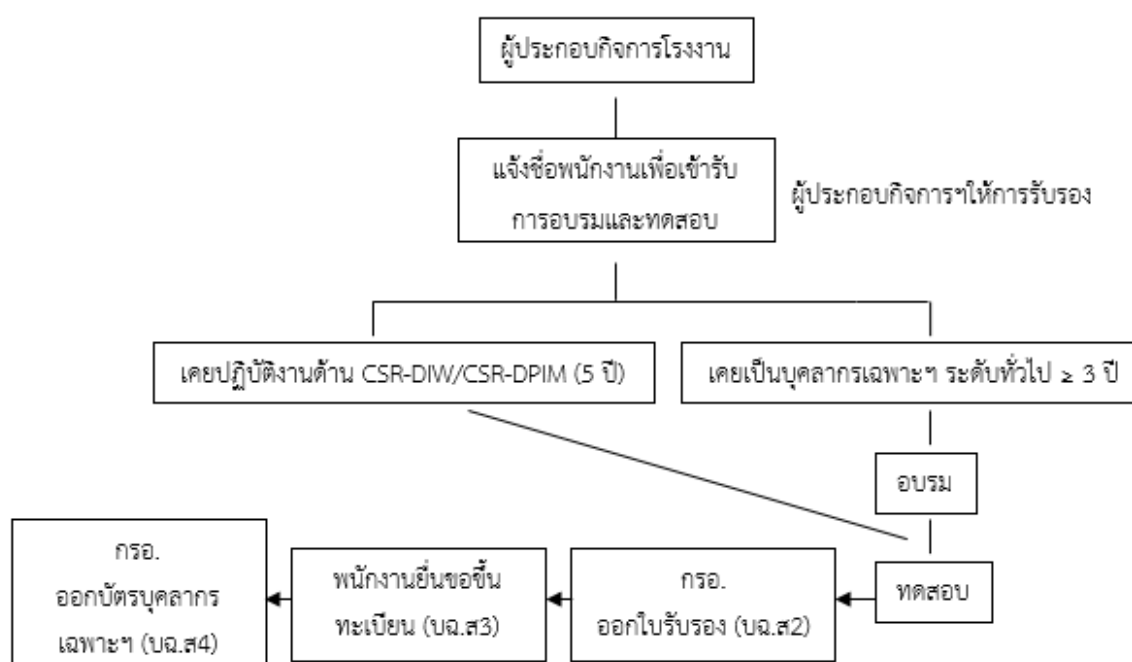 ผู้ประกอบกิจการโรงงาน
แจ้งชื่อพนักงานเพื่อเข้ารับ
การอบรมและทดสอบ
ผู้ประกอบกิจการฯให้การรับรอง
เคยปฏิบัติงานด้าน CSR-DIW/CSR-DPIM (5 ปี)
เคยเป็นบุคลากรเฉพาะฯ ระดับทั่วไป ≥ 3 ปี
อบรม
ทดสอบ
กรอ.
ออกใบรับรอง (บฉ.ส2)
พนักงานยื่นขอขึ้น
ทะเบียน (บฉ.ส3)
กรอ.
ออกบัตรบุคลากร
เฉพาะฯ (บฉ.ส4)